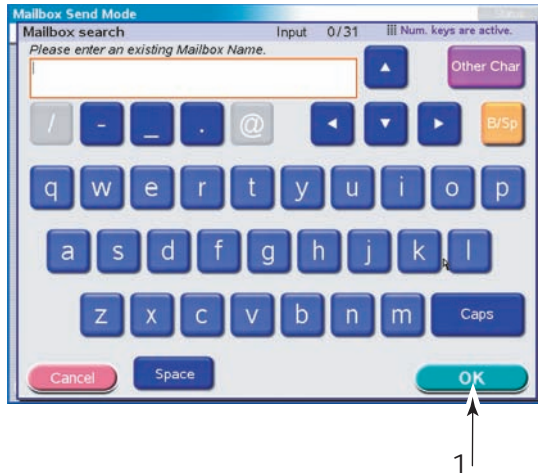 Mailbox Send Mode Status
Mailbox search Input 0/31 Num. keys are active.
Please enter an existing Mailbox Name.
Other Char
/ - _ . @ B/Sp
q w e r t y u i o p
a s d f g h j k l
z x c v b n m Caps
Cancel Space OK
1